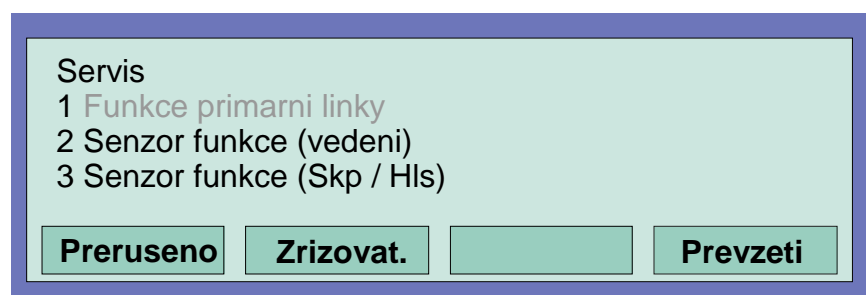 Servis
1 Funkce primarni linky
2 Senzor funkce (vedeni)
3 Senzor funkce (Skp / Hls)
Preruseno Zrizovat. Prevzeti